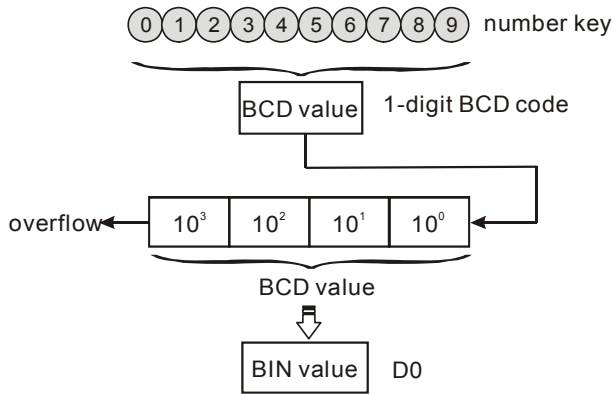 0 1 2 3 4 5 6 7 8 9 number key
BCD value 1-digit BCD code
overflow 10³ 10² 10¹ 10⁰
BCD value
BIN value D0